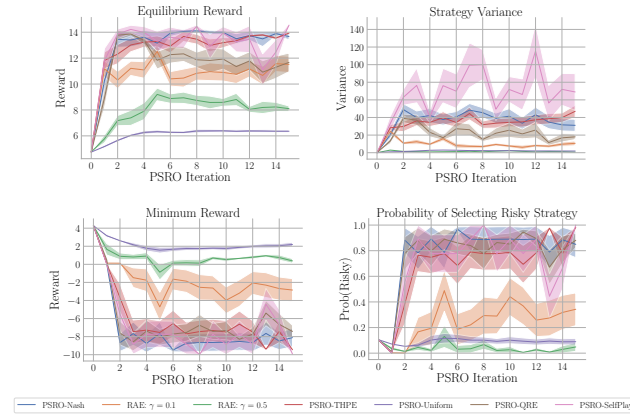 Equilibrium Reward
Reward
14
12
10
8
6
0 2 4 6 8 10 12 14
PSRO Iteration
Strategy Variance
Variance
140
120
100
80
60
40
20
0
0 2 4 6 8 10 12 14
PSRO Iteration
Minimum Reward
Reward
4
2
0
−2
−4
−6
−8
−10
0 2 4 6 8 10 12 14
PSRO Iteration
Probability of Selecting Risky Strategy
Prob(Risky)
1.0
0.8
0.6
0.4
0.2
0.0
0 2 4 6 8 10 12 14
PSRO Iteration
PSRO-Nash RAE: γ = 0.1 RAE: γ = 0.5 PSRO-THPE PSRO-Uniform PSRO-QRE PSRO-SelfPlay